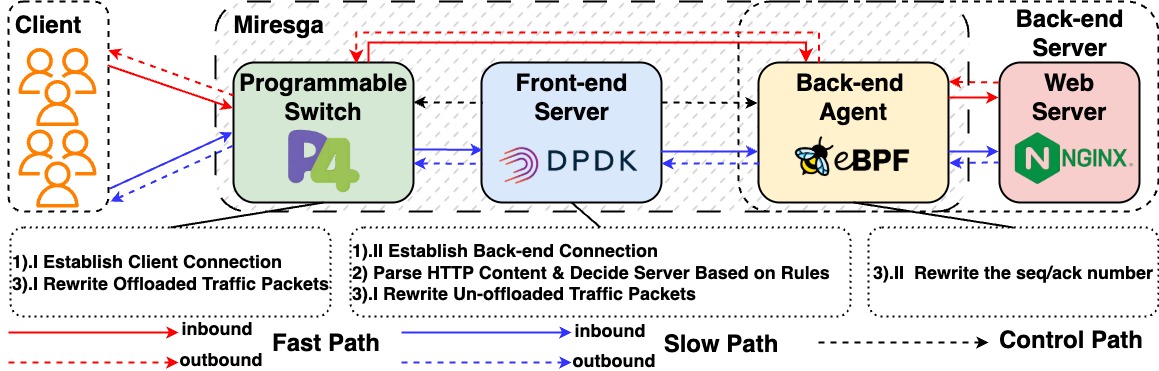 Client
Miresga
Back-end
Server
Programmable
Switch
P4
Front-end
Server
DPDK
Back-end
Agent
eBPF
Web
Server
N NGINX.
1).I Establish Client Connection
3).I Rewrite Offloaded Traffic Packets
1).II Establish Back-end Connection
2) Parse HTTP Content & Decide Server Based on Rules
3).I Rewrite Un-offloaded Traffic Packets
3).II Rewrite the seq/ack number
inbound
outbound
Fast Path
inbound
outbound
Slow Path
Control Path